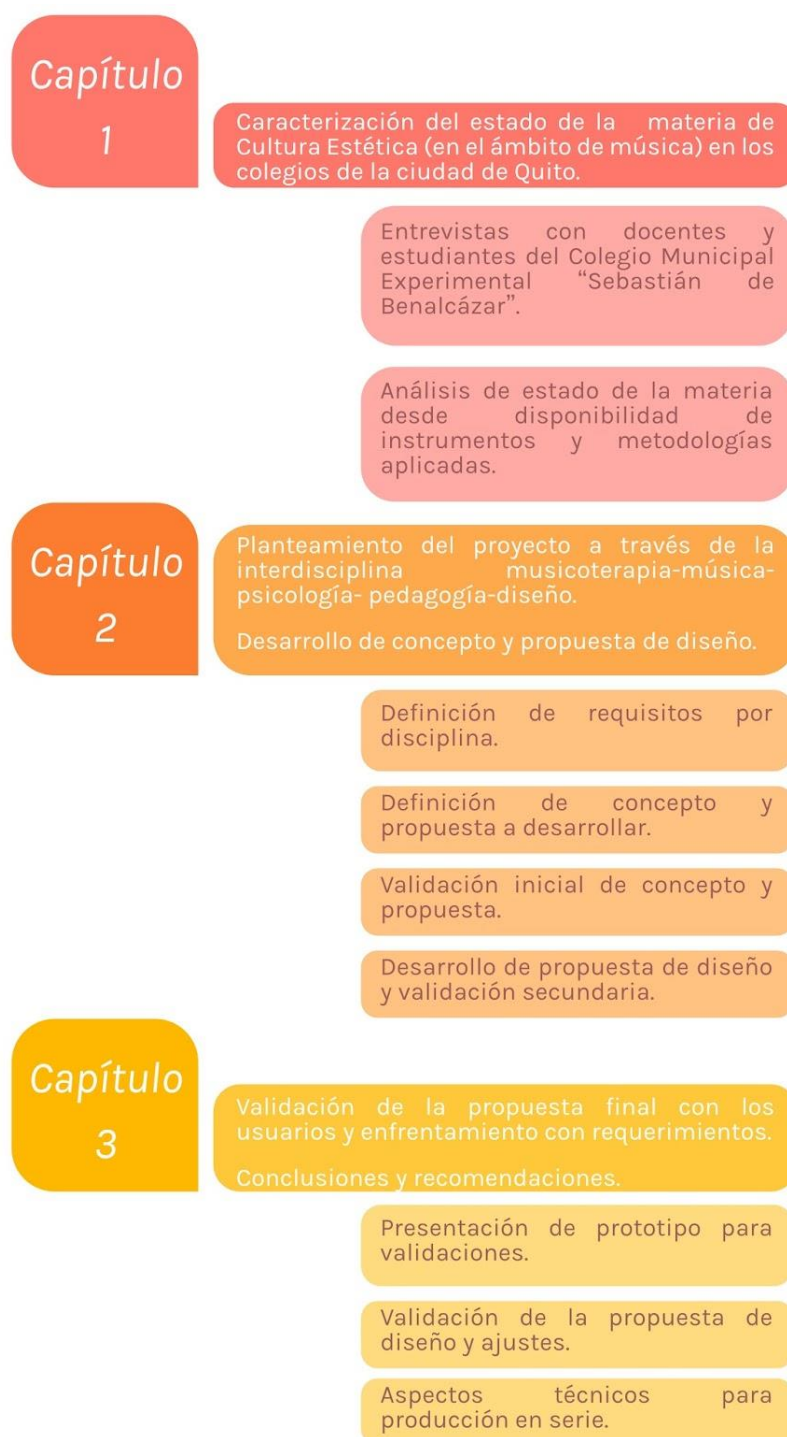 Capítulo
1
Caracterización del estado de la materia de
Cultura Estética (en el ámbito de música) en los
colegios de la ciudad de Quito.
Entrevistas con docentes y
estudiantes del Colegio Municipal
Experimental “Sebastián de
Benalcázar”.
Análisis de estado de la materia
desde disponibilidad de
instrumentos y metodologías
aplicadas.
Capítulo
2
Planteamiento del proyecto a través de la
interdisciplina musicoterapia-música-
psicología- pedagogía-diseño.
Desarrollo de concepto y propuesta de diseño.
Definición de requisitos por
disciplina.
Definición de concepto y
propuesta a desarrollar.
Validación inicial de concepto y
propuesta.
Desarrollo de propuesta de diseño
y validación secundaria.
Capítulo
3
Validación de la propuesta final con los
usuarios y enfrentamiento con requerimientos.
Conclusiones y recomendaciones.
Presentación de prototipo para
validaciones.
Validación de la propuesta de
diseño y ajustes.
Aspectos técnicos para
producción en serie.